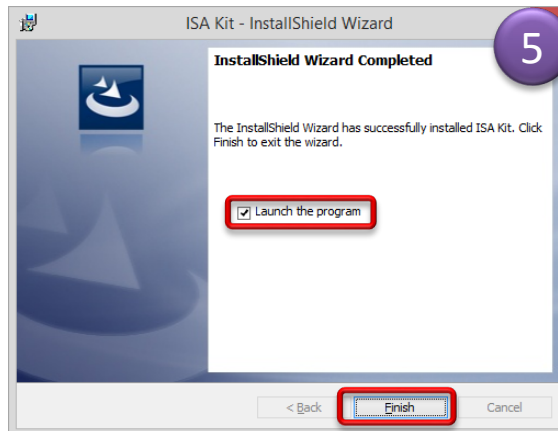 ISA Kit - InstallShield Wizard
5
InstallShield Wizard Completed
The InstallShield Wizard has successfully installed ISA Kit. Click
Finish to exit the wizard.
Launch the program
< Back Finish Cancel